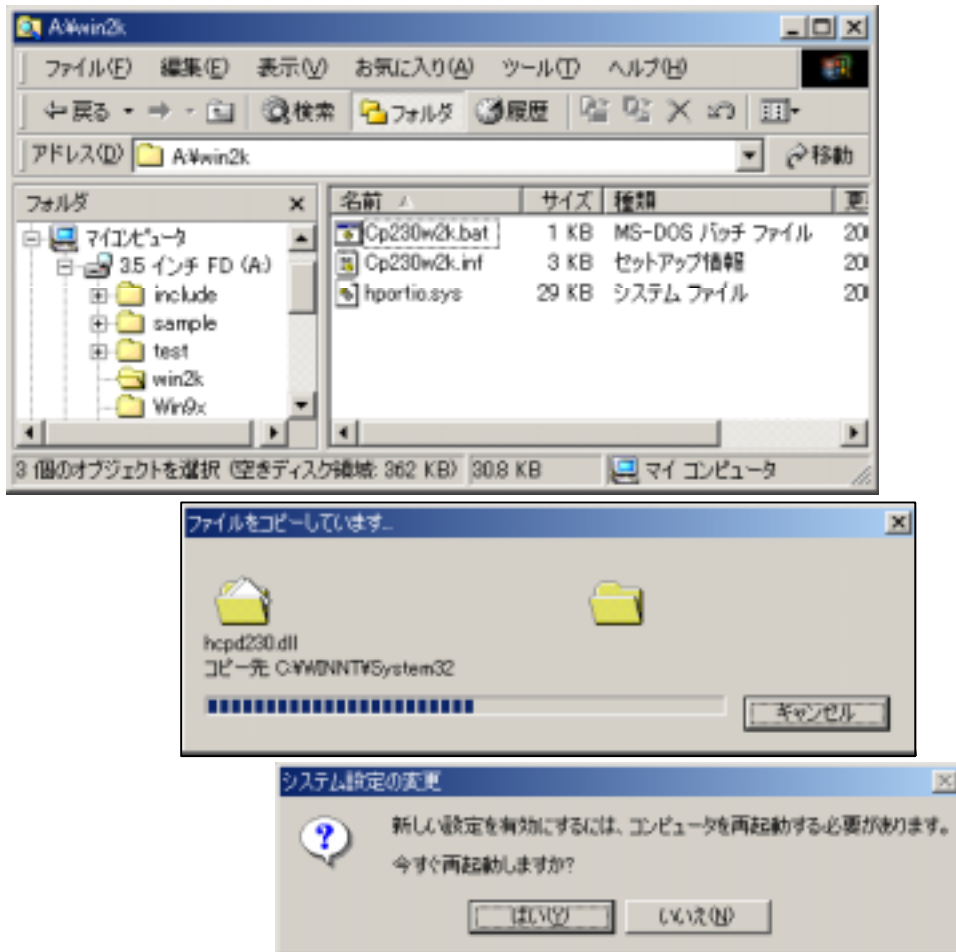 A:¥win2k
ファイル(F) 編集(E) 表示(V) お気に入り(A) ツール(T) ヘルプ(H)
戻る 検索 フォルダ 履歴
アドレス(D) A:¥win2k 移動
フォルダ
マイコンピュータ
3.5 インチ FD (A:)
include
sample
test
win2k
Win9x
名前 サイズ 種類 更
Cp230w2k.bat 1 KB MS-DOS バッチ ファイル 20
Cp230w2k.inf 3 KB セットアップ情報 20
hportio.sys 29 KB システム ファイル 20
3 個のオブジェクトを選択 (空きディスク領域: 362 KB) 30.8 KB マイ コンピュータ
ファイルをコピーしています...
hcpd230.dll
コピー先 C:¥WINNT¥System32
キャンセル
システム設定の変更
新しい設定を有効にするには、コンピュータを再起動する必要があります。
今すぐ再起動しますか?
はい(Y) いいえ(N)